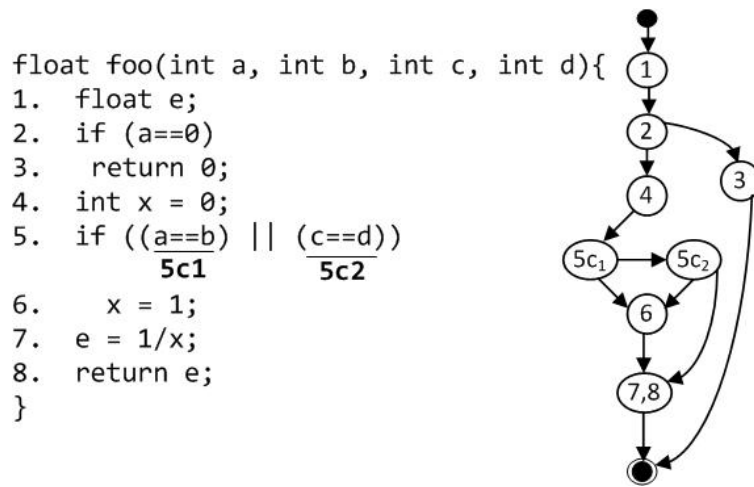 float foo(int a, int b, int c, int d){
1. float e;
2. if (a==0)
3. return 0;
4. int x = 0;
5. if ((a==b) || (c==d))
5c1 5c2
6. x = 1;
7. e = 1/x;
8. return e;
}
1
2
3
4
5c₁ 5c₂
6
7,8